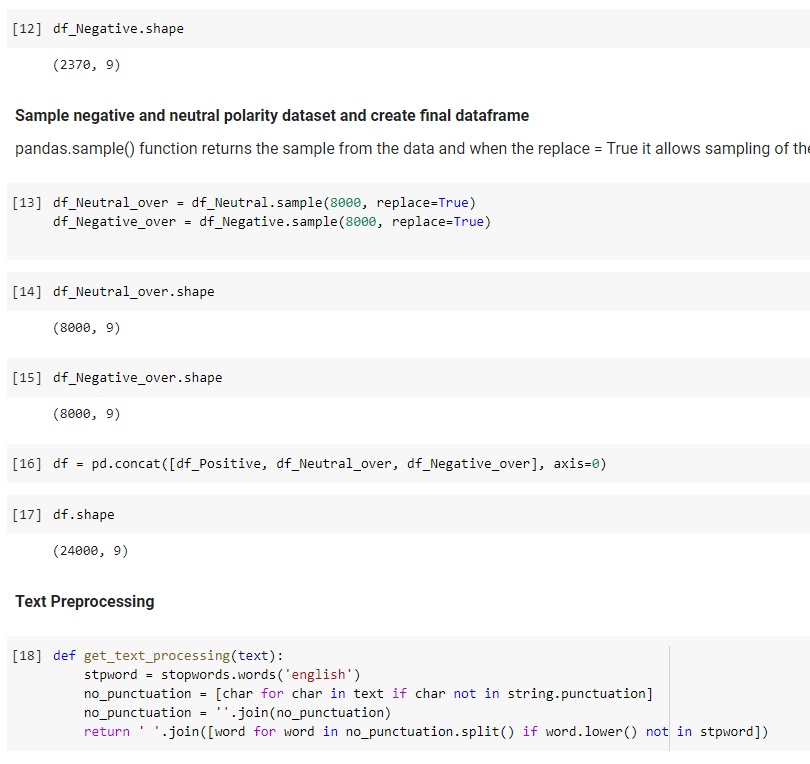 [12] df_Negative.shape
(2370, 9)
Sample negative and neutral polarity dataset and create final dataframe
pandas.sample() function returns the sample from the data and when the replace = True it allows sampling of the
[13] df_Neutral_over = df_Neutral.sample(8000, replace=True)
df_Negative_over = df_Negative.sample(8000, replace=True)
[14] df_Neutral_over.shape
(8000, 9)
[15] df_Negative_over.shape
(8000, 9)
[16] df = pd.concat([df_Positive, df_Neutral_over, df_Negative_over], axis=0)
[17] df.shape
(24000, 9)
Text Preprocessing
[18] def get_text_processing(text):
stpword = stopwords.words('english')
no_punctuation = [char for char in text if char not in string.punctuation]
no_punctuation = ''.join(no_punctuation)
return ' '.join([word for word in no_punctuation.split() if word.lower() not in stpword])